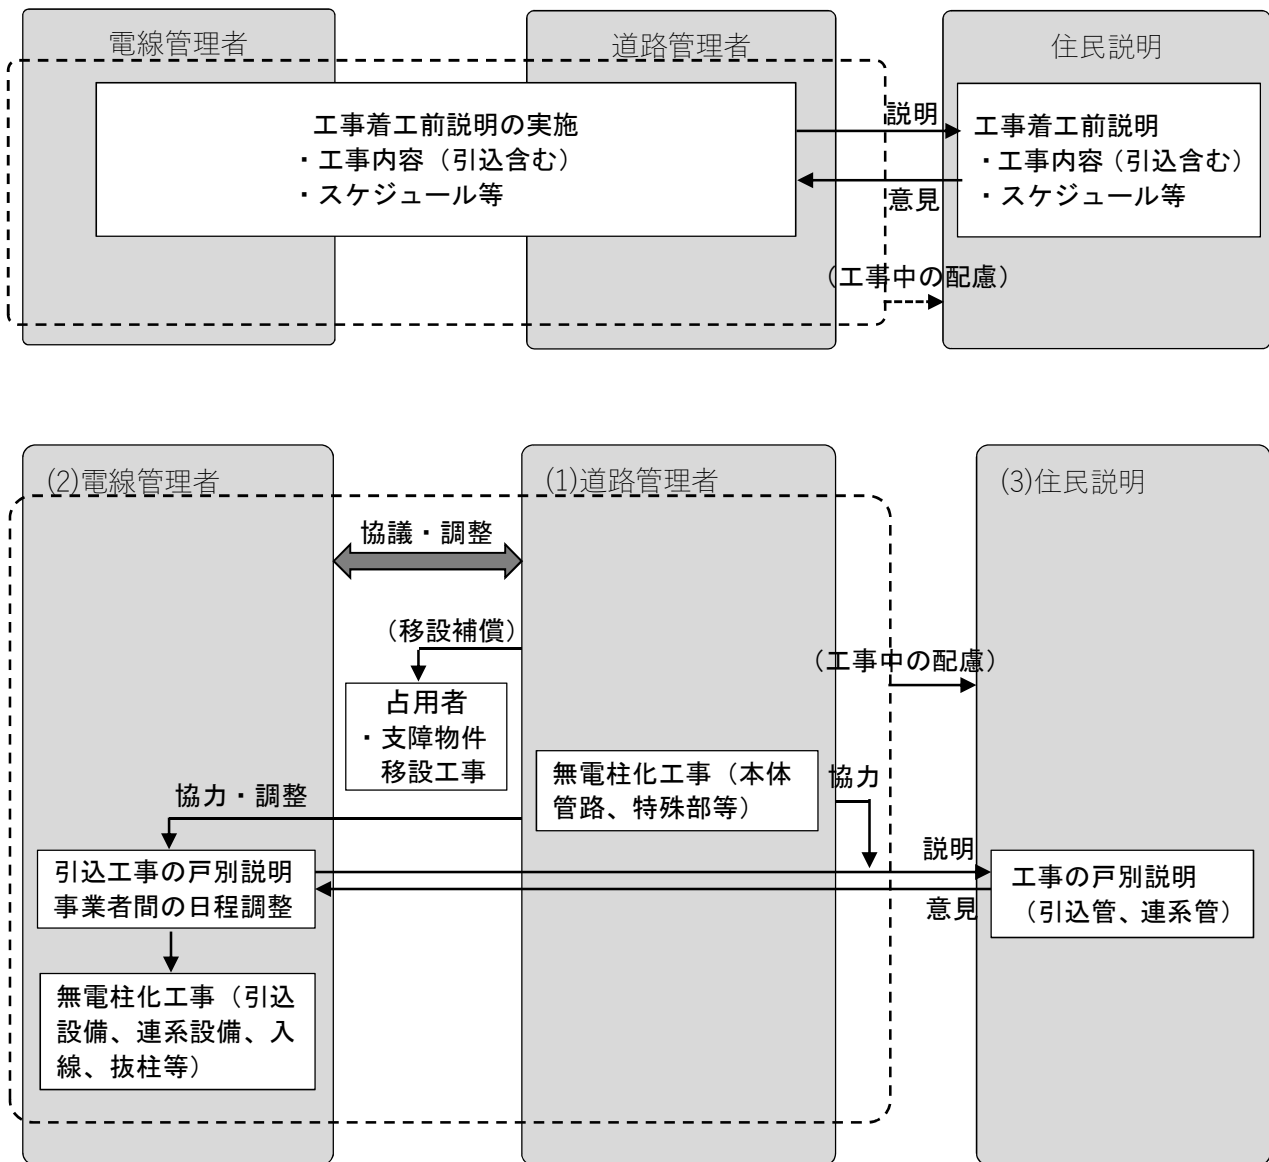 電線管理者
道路管理者
住民説明
工事着工前説明の実施
・工事内容（引込含む）
・スケジュール等
説明
意見
工事着工前説明
・工事内容（引込含む）
・スケジュール等
（工事中の配慮）
(2)電線管理者
(1)道路管理者
(3)住民説明
協議・調整
（移設補償）
占用者
・支障物件
移設工事
（工事中の配慮）
無電柱化工事（本体
管路、特殊部等）
協力
協力・調整
引込工事の戸別説明
事業者間の日程調整
説明
意見
工事の戸別説明
（引込管、連系管）
無電柱化工事（引込
設備、連系設備、入
線、抜柱等）